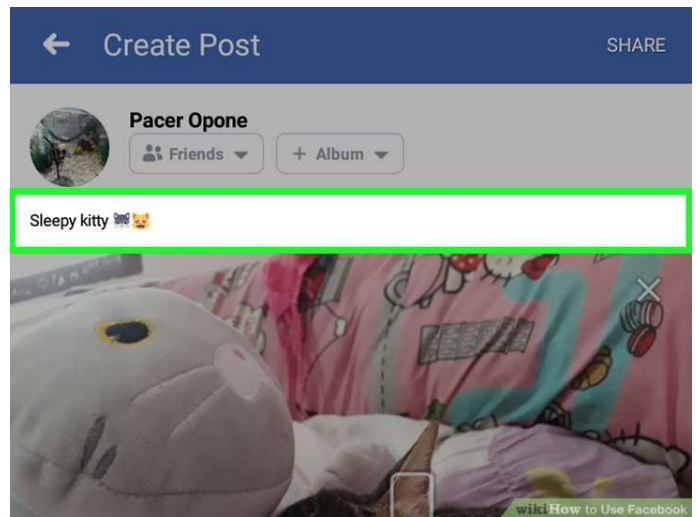 Create Post
SHARE
Pacer Opone
Friends
+ Album
Sleepy kitty 🐱😺
wikiHow to Use Facebook